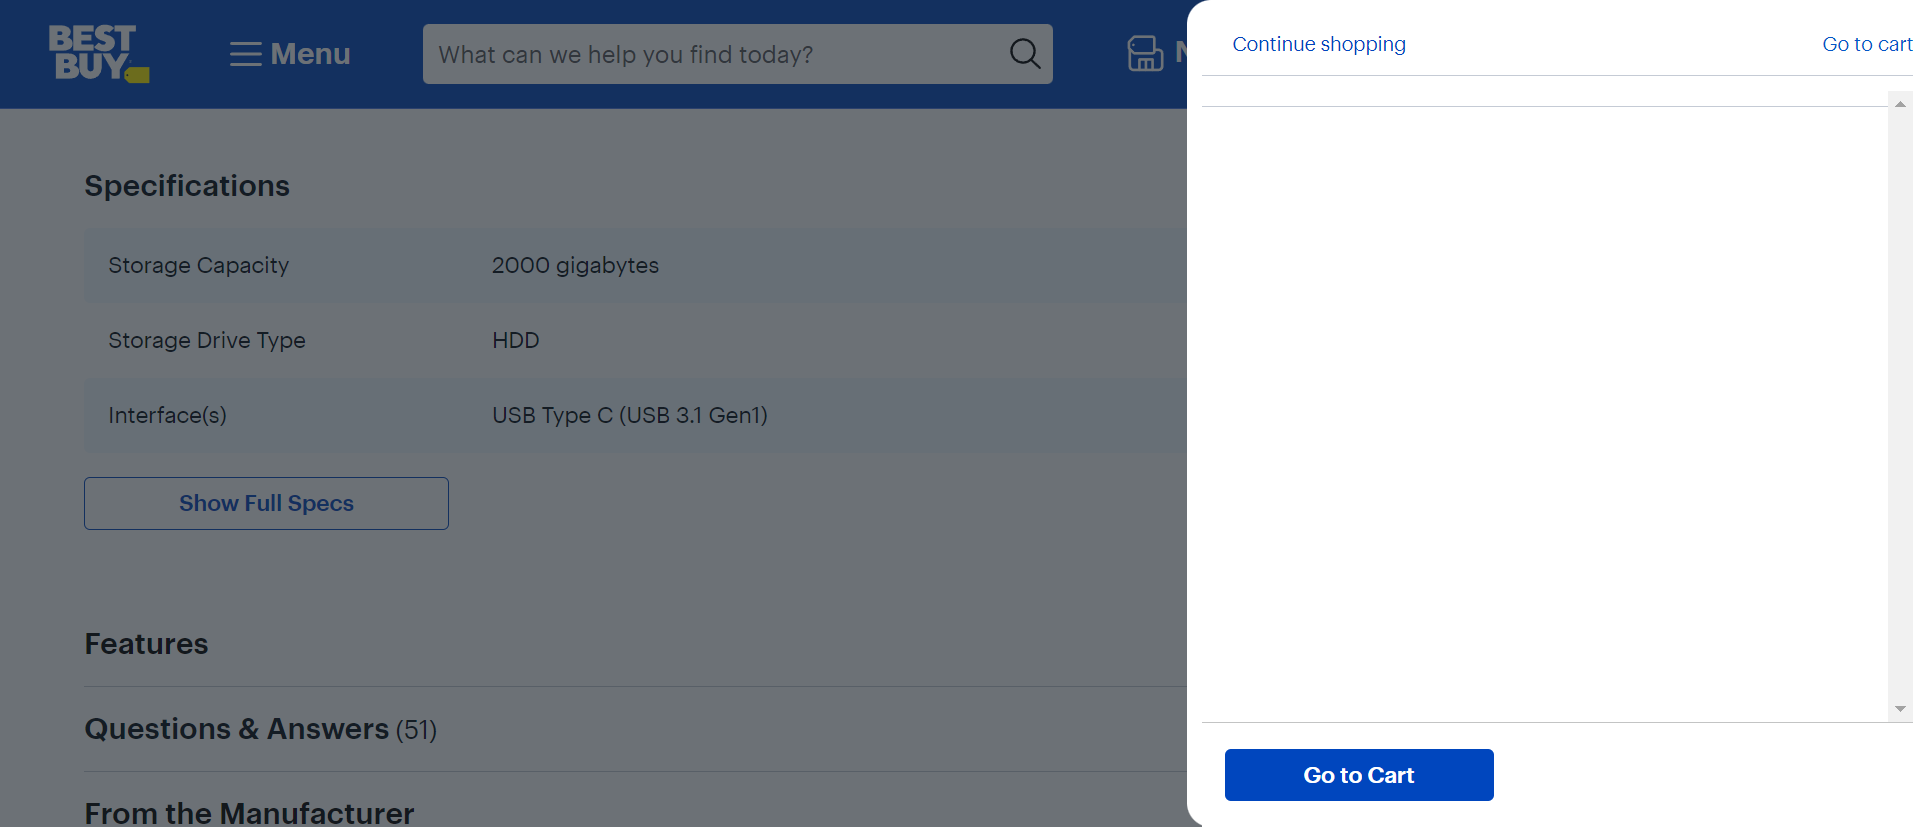 BEST
BUY
Menu
What can we help you find today?
Continue shopping
Go to cart
Specifications
Storage Capacity 2000 gigabytes
Storage Drive Type HDD
Interface(s) USB Type C (USB 3.1 Gen1)
Show Full Specs
Features
Questions & Answers (51)
From the Manufacturer
Go to Cart